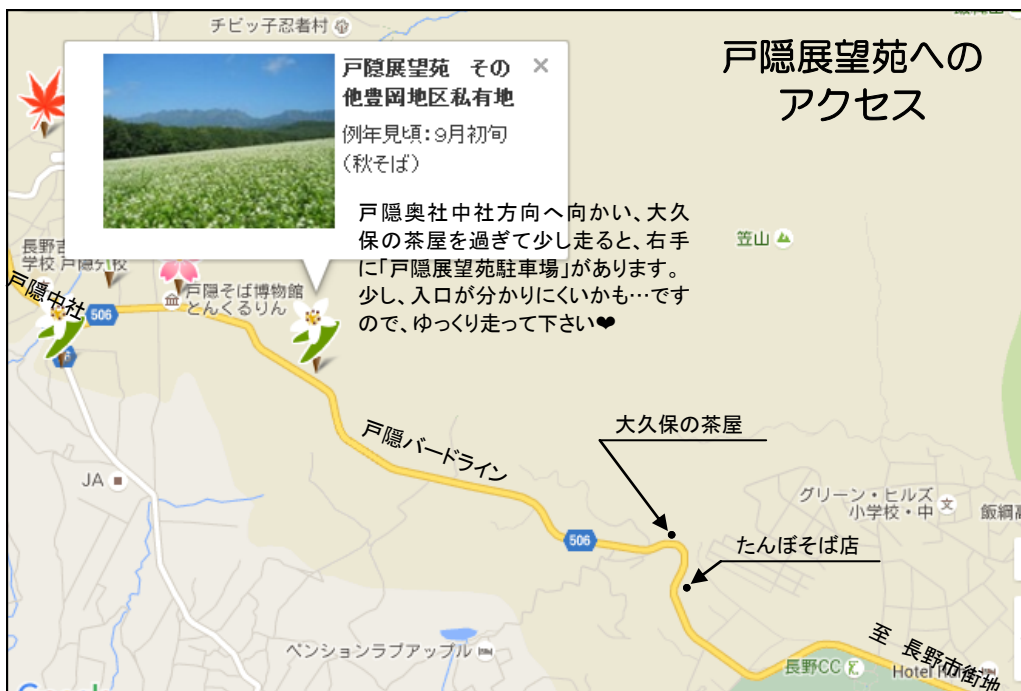 チビッ子忍者村
戸隠展望苑への
アクセス
戸隠展望苑 その
他豊岡地区私有地
×
例年見頃：9月初旬
（秋そば）
戸隠奥社中社方向へ向かい、大久
保の茶屋を過ぎて少し走ると、右手
に「戸隠展望苑駐車場」があります。
少し、入口が分かりにくいかも…です
ので、ゆっくり走って下さい❤
笠山
長野吉
学校 戸隠分校
戸隠中社
戸隠そば博物館
とんくるりん
506
戸隠バードライン
大久保の茶屋
JA
グリーン・ヒルズ
小学校・中
飯綱高
文
506
たんぼそば店
ペンションラブアップル
至 長野市街地
長野CC
Hotel